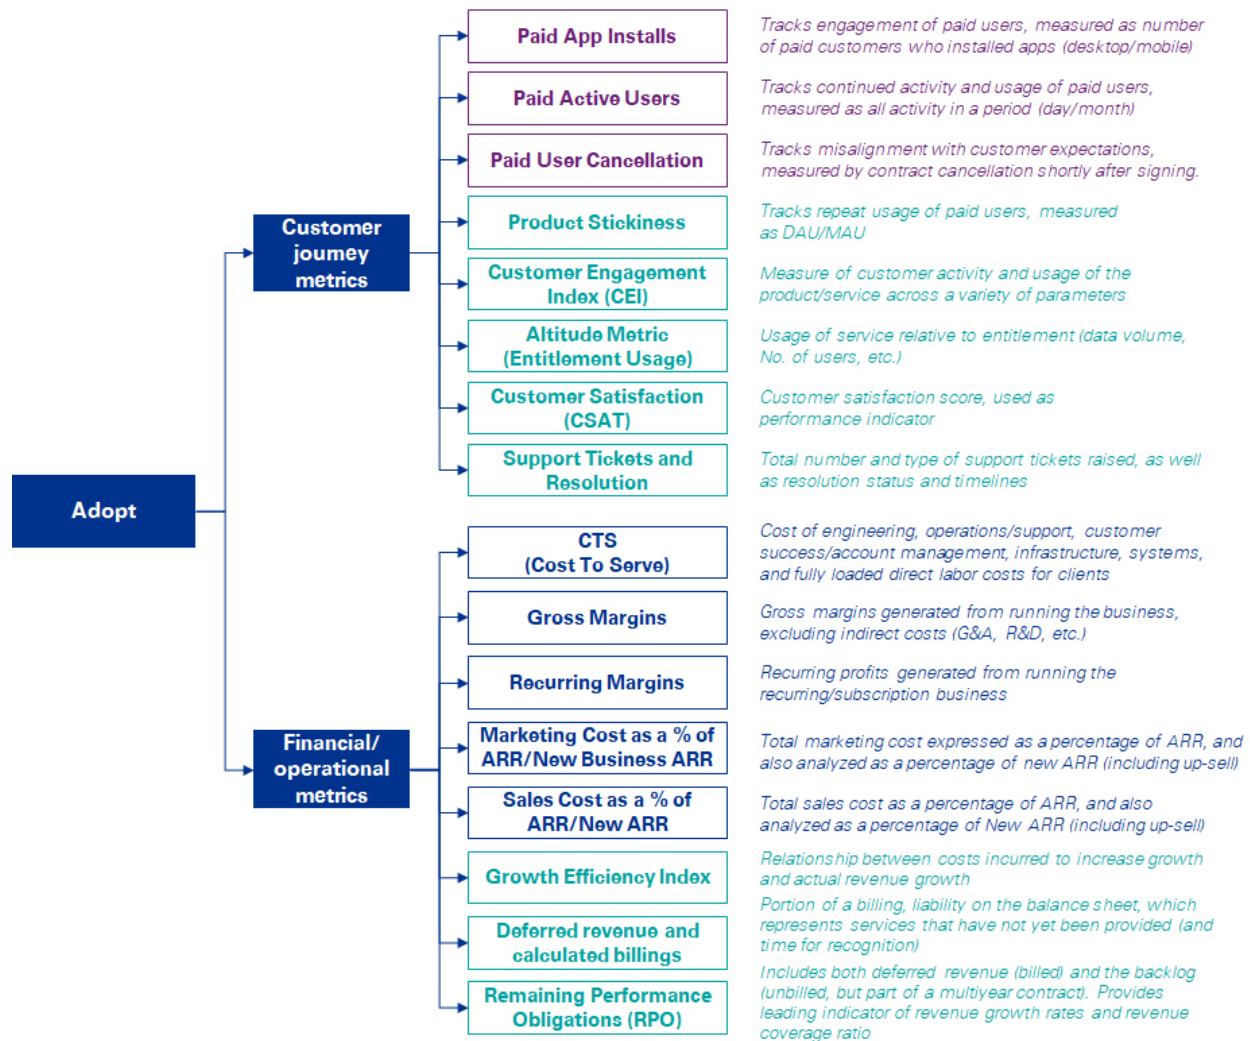 Adopt
Customer
journey
metrics
Paid App Installs
Tracks engagement of paid users, measured as number
of paid customers who installed apps (desktop/mobile)
Paid Active Users
Tracks continued activity and usage of paid users,
measured as all activity in a period (day/month)
Paid User Cancellation
Tracks misalignment with customer expectations,
measured by contract cancellation shortly after signing.
Product Stickiness
Tracks repeat usage of paid users, measured
as DAU/MAU
Customer Engagement
Index (CEI)
Measure of customer activity and usage of the
product/service across a variety of parameters
Altitude Metric
(Entitlement Usage)
Usage of service relative to entitlement (data volume,
No. of users, etc.)
Customer Satisfaction
(CSAT)
Customer satisfaction score, used as
performance indicator
Support Tickets and
Resolution
Total number and type of support tickets raised, as well
as resolution status and timelines
Financial/
operational
metrics
CTS
(Cost To Serve)
Cost of engineering, operations/support, customer
success/account management, infrastructure, systems,
and fully loaded direct labor costs for clients
Gross Margins
Gross margins generated from running the business,
excluding indirect costs (G&A, R&D, etc.)
Recurring Margins
Recurring profits generated from running the
recurring/subscription business
Marketing Cost as a % of
ARR/New Business ARR
Total marketing cost expressed as a percentage of ARR, and
also analyzed as a percentage of new ARR (including up-sell)
Sales Cost as a % of
ARR/New ARR
Total sales cost as a percentage of ARR, and also
analyzed as a percentage of New ARR (including up-sell)
Growth Efficiency Index
Relationship between costs incurred to increase growth
and actual revenue growth
Deferred revenue and
calculated billings
Portion of a billing, liability on the balance sheet, which
represents services that have not yet been provided (and
time for recognition)
Remaining Performance
Obligations (RPO)
Includes both deferred revenue (billed) and the backlog
(unbilled, but part of a multiyear contract). Provides
leading indicator of revenue growth rates and revenue
coverage ratio